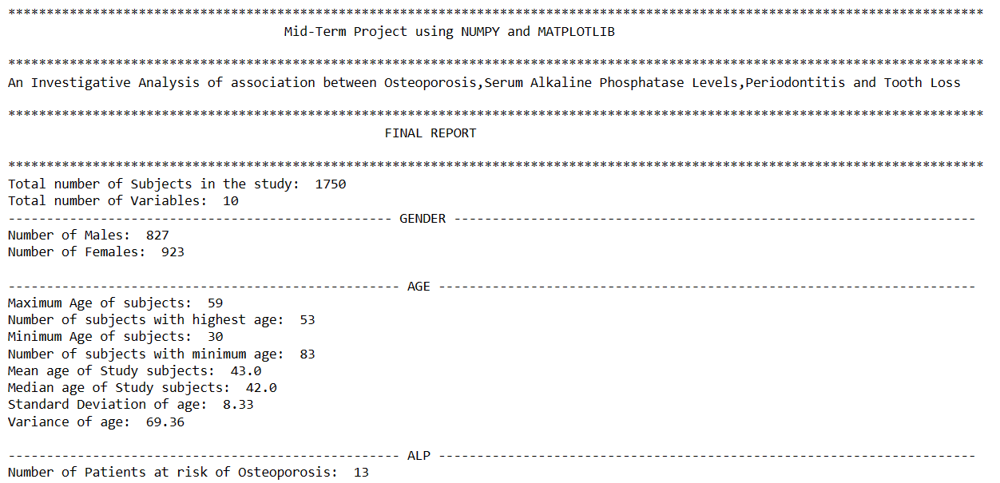 *******************************************************************************************************************************
Mid-Term Project using NUMPY and MATPLOTLIB
*******************************************************************************************************************************
An Investigative Analysis of association between Osteoporosis,Serum Alkaline Phosphatase Levels,Periodontitis and Tooth Loss
*******************************************************************************************************************************
FINAL REPORT
*******************************************************************************************************************************
Total number of Subjects in the study:  1750
Total number of Variables:  10
-------------------------------------------------- GENDER --------------------------------------------------------------------
Number of Males:  827
Number of Females:  923
--------------------------------------------------- AGE ----------------------------------------------------------------------
Maximum Age of subjects:  59
Number of subjects with highest age:  53
Minimum Age of subjects:  30
Number of subjects with minimum age:  83
Mean age of Study subjects:  43.0
Median age of Study subjects:  42.0
Standard Deviation of age:  8.33
Variance of age:  69.36
--------------------------------------------------- ALP ----------------------------------------------------------------------
Number of Patients at risk of Osteoporosis:  13